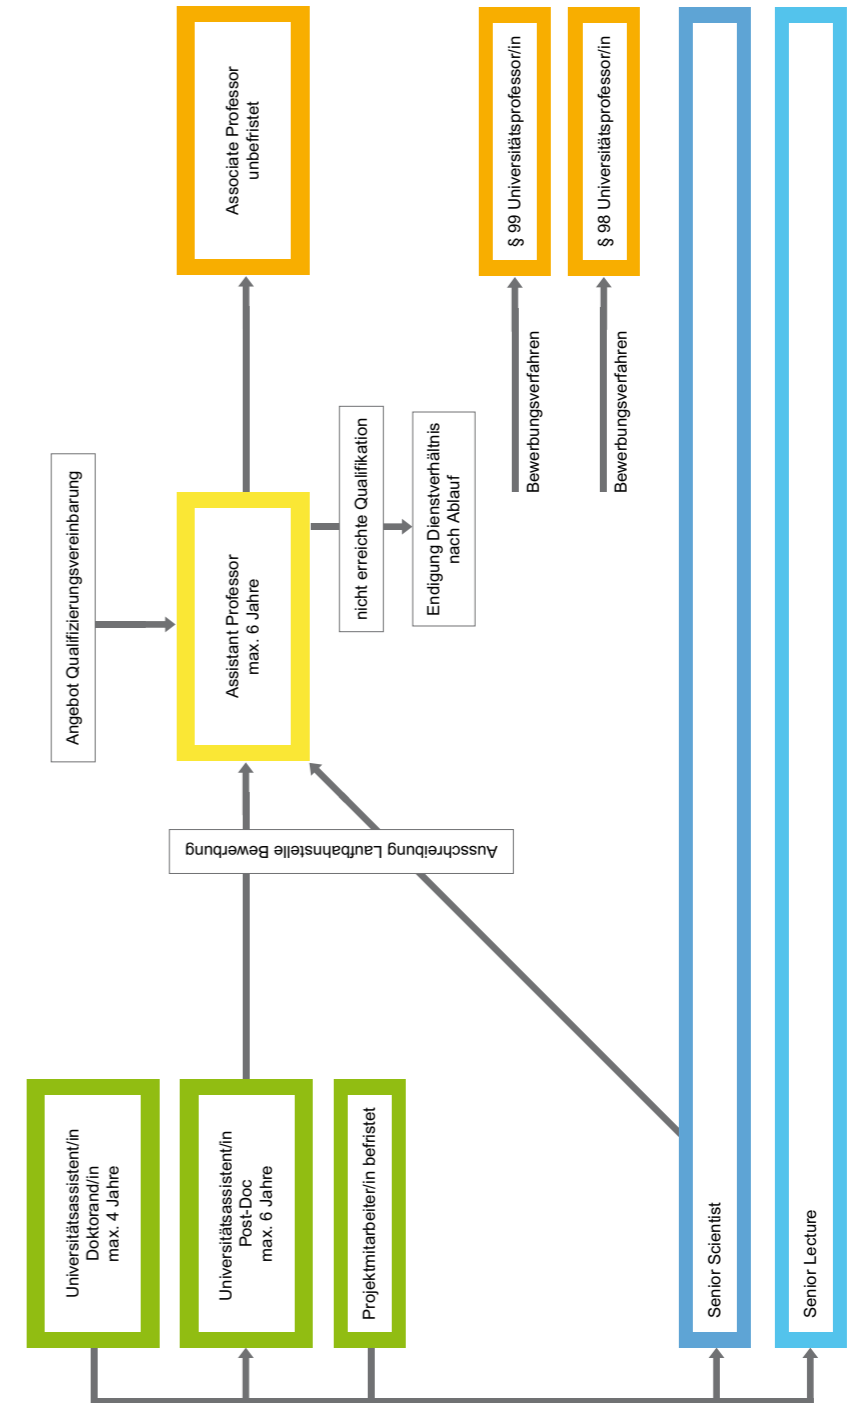 Universitätsassistent/in
Doktorand/in
max. 4 Jahre
Universitätsassistent/in
Post-Doc
max. 6 Jahre
Projektmitarbeiter/in befristet
Ausschreibung Laufbahnstelle Bewerbung
Angebot Qualifizierungsvereinbarung
Assistant Professor
max. 6 Jahre
nicht erreichte Qualifikation
Endigung Dienstverhältnis
nach Ablauf
Associate Professor
unbefristet
Bewerbungsverfahren
§ 99 Universitätsprofessor/in
Bewerbungsverfahren
§ 98 Universitätsprofessor/in
Senior Scientist
Senior Lecture